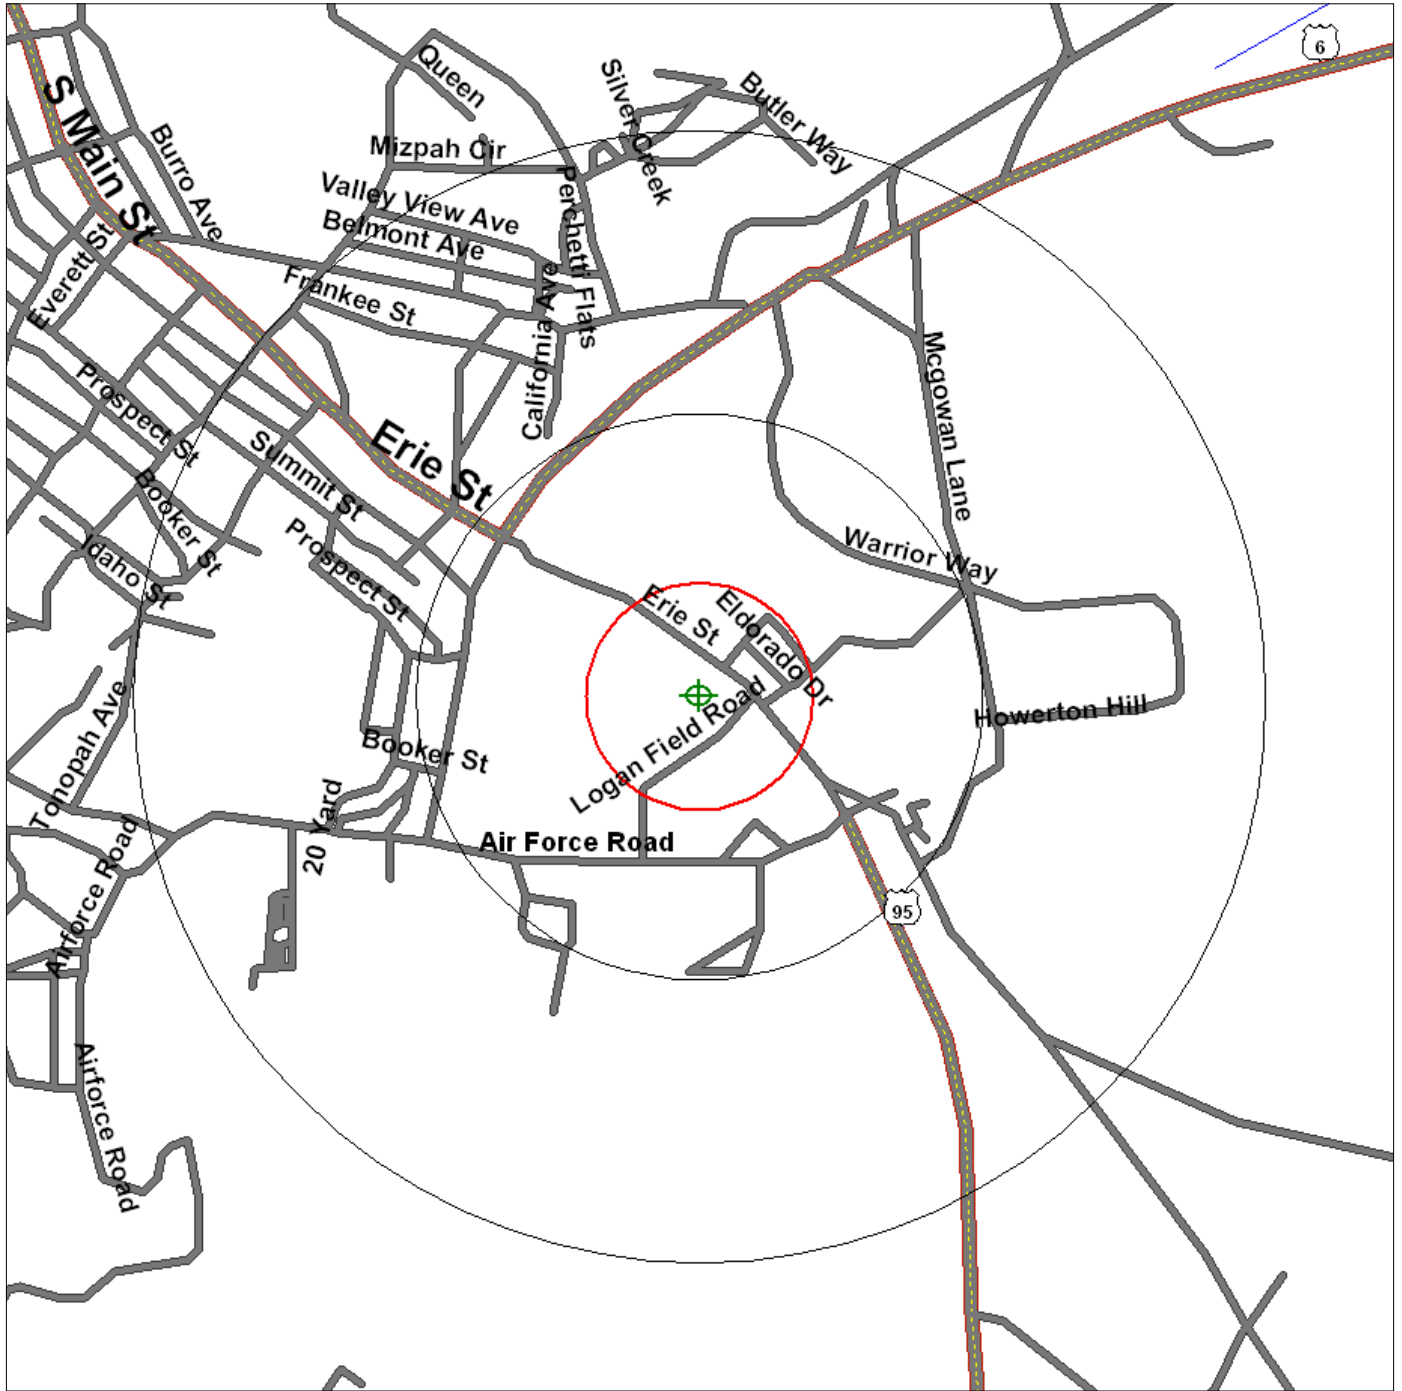 6
Queen
Silver Creek
Butler Way
S Main St
Burro Ave
Mizpah Cir
Valley View Ave
Perchetti Flats
Belmont Ave
Everett St
Frankee St
California Ave
Mcgowan Lane
Prospect St
Erie St
Summit St
Booker St
Prospect St
Idaho St
Warrior Way
Erie St
Eldorado Dr
Logan Field Road
Howerton Hill
Tonopah Ave
Booker St
20 Yard
Air Force Road
Airforce Road
95
Airforce Road